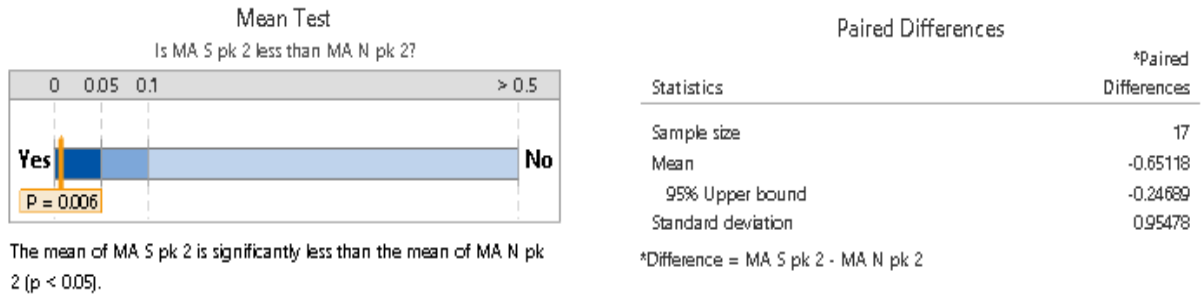 Mean Test
Is MA S pk 2 less than MA N pk 2?
0 0.05 0.1 > 0.5
Yes No
P = 0.006
The mean of MA S pk 2 is significantly less than the mean of MA N pk
2 (p < 0.05).
Paired Differences
*Paired
Statistics Differences
Sample size 17
Mean -0.65118
95% Upper bound -0.24689
Standard deviation 0.95478
*Difference = MA S pk 2 - MA N pk 2